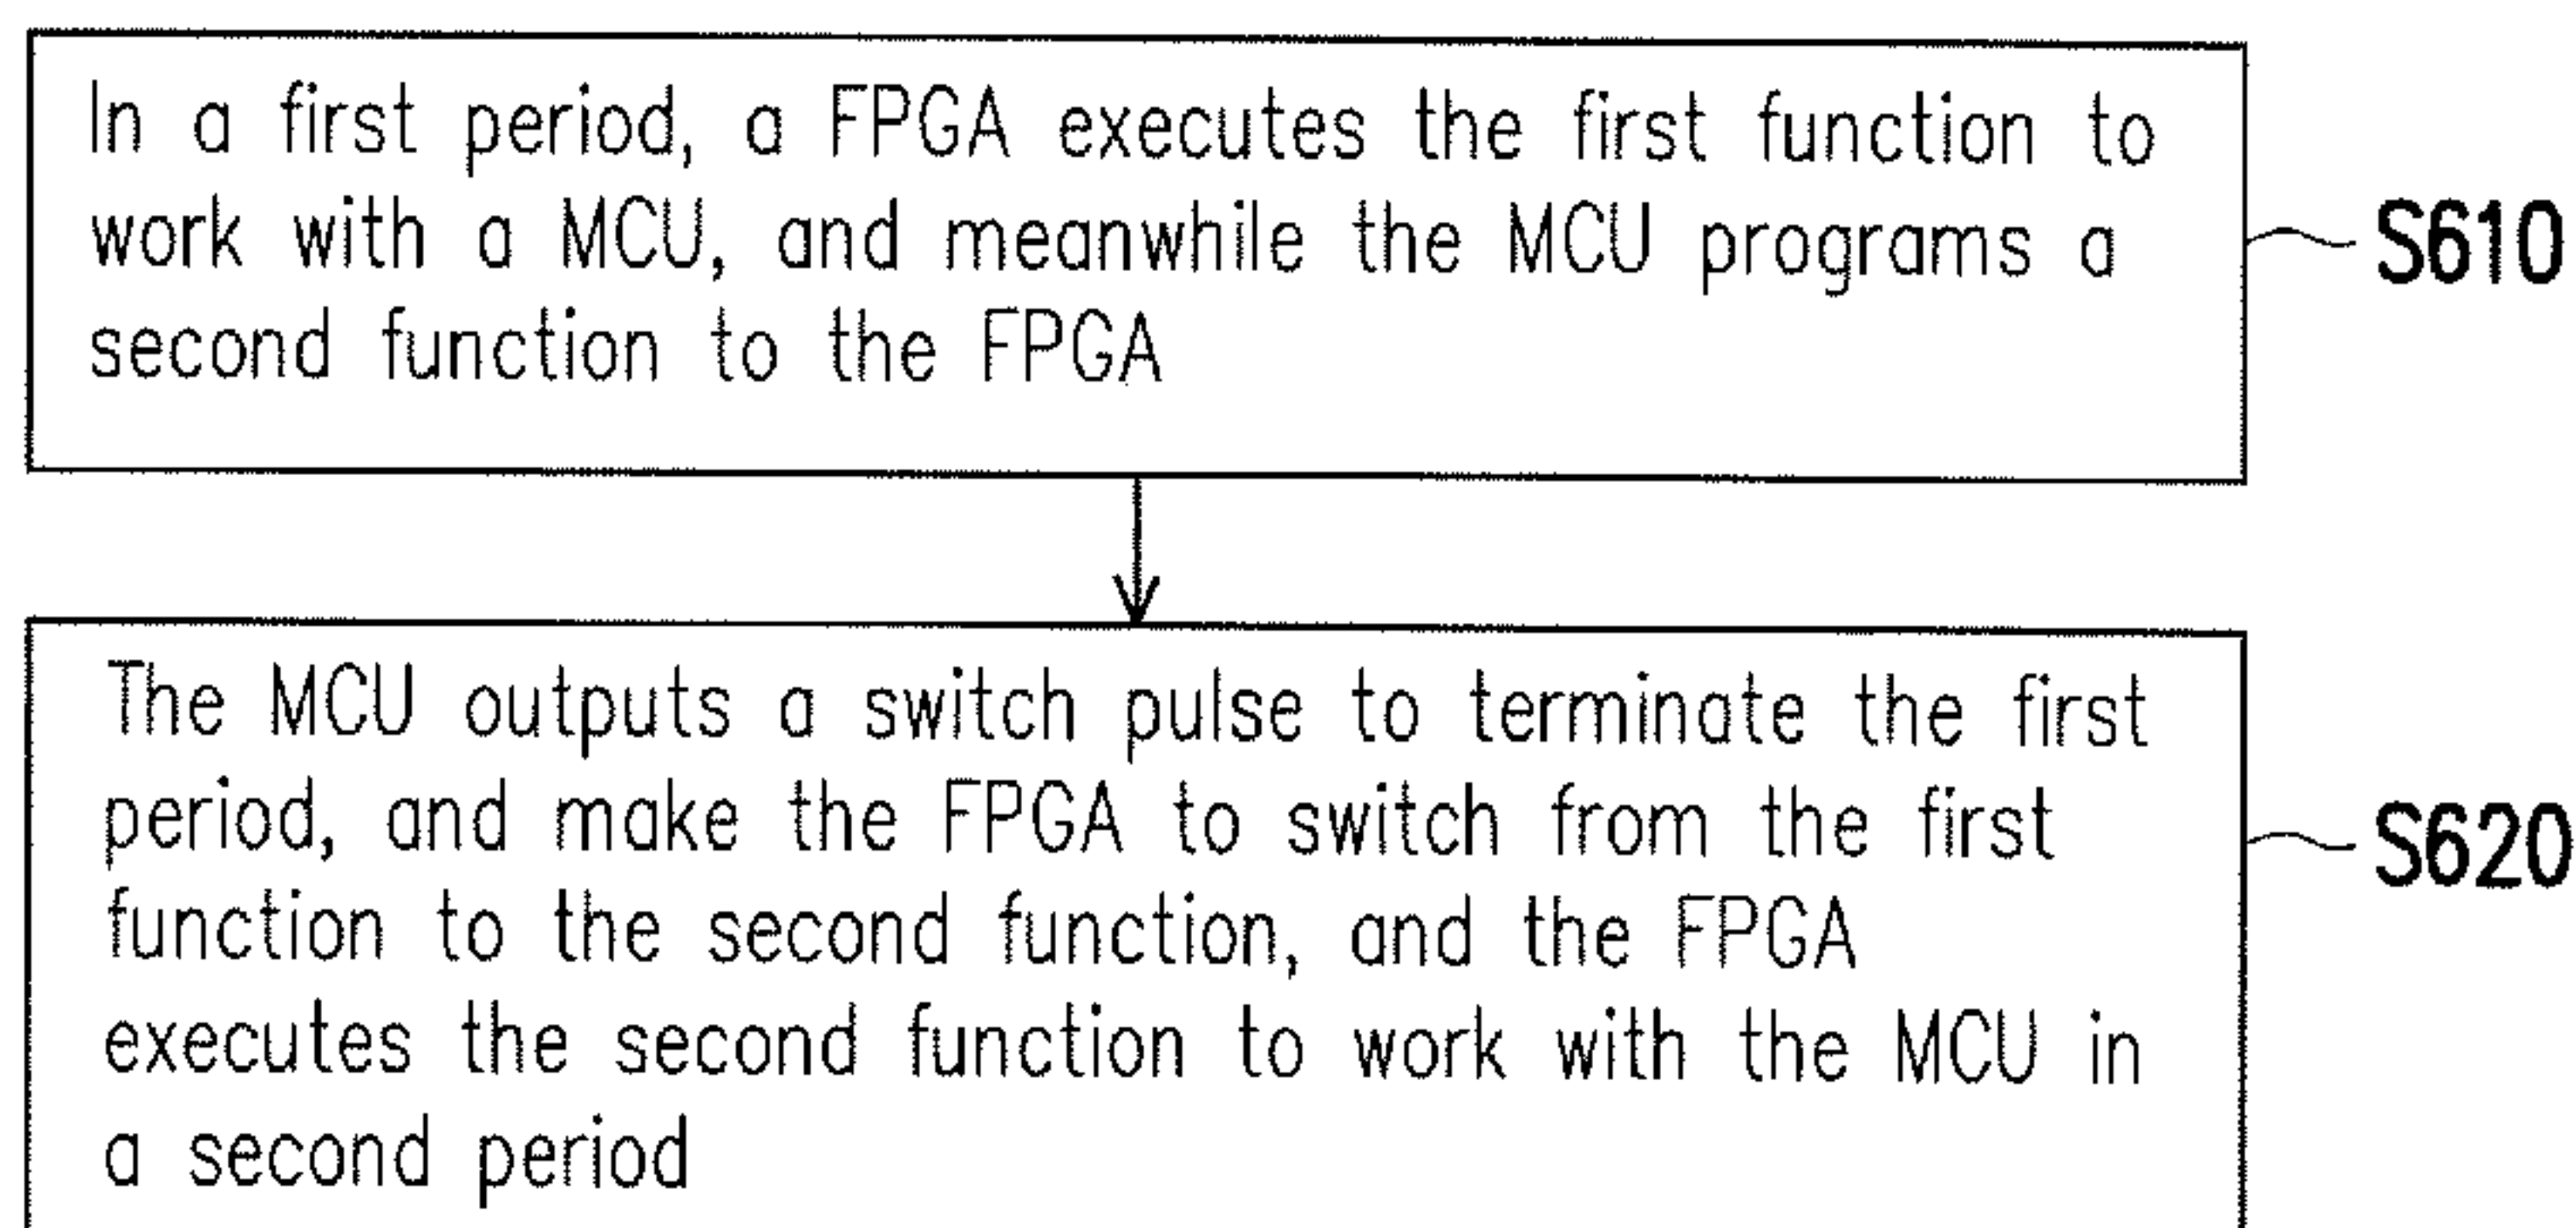 In a first period, a FPGA executes the first function to
work with a MCU, and meanwhile the MCU programs a
second function to the FPGA
S610
The MCU outputs a switch pulse to terminate the first
period, and make the FPGA to switch from the first
function to the second function, and the FPGA
executes the second function to work with the MCU in
a second period
S620